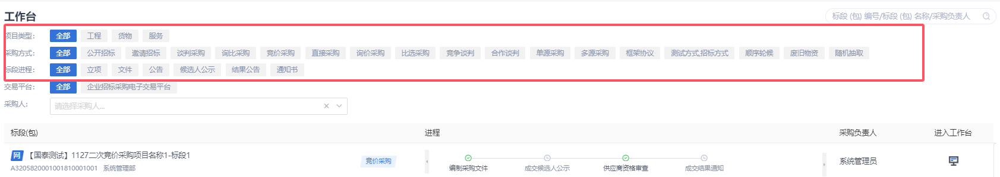 工作台
标段 (包) 编号/标段 (包) 名称/采购负责人
项目类型： 全部 工程 货物 服务
采购方式： 全部 公开招标 邀请招标 谈判采购 询比采购 竞价采购 直接采购 询价采购 比选采购 竞争谈判 合作谈判 单源采购 多源采购 框架协议 测试方式,招标方式 顺序轮候 废旧物资 随机抽取
标段进程： 全部 立项 文件 公告 候选人公示 结果公告 通知书
交易平台： 全部 企业招标采购电子交易平台
采购人： 请选择采购人...
标段(包) 进程 采购负责人 进入工作台
网 【国泰测试】1127二次竞价采购项目名称1-标段1 竞价采购 系统管理员
编制采购文件 成交候选人公示 供应商资格审查 成交结果通知
A3205820001001810001001 系统管理部